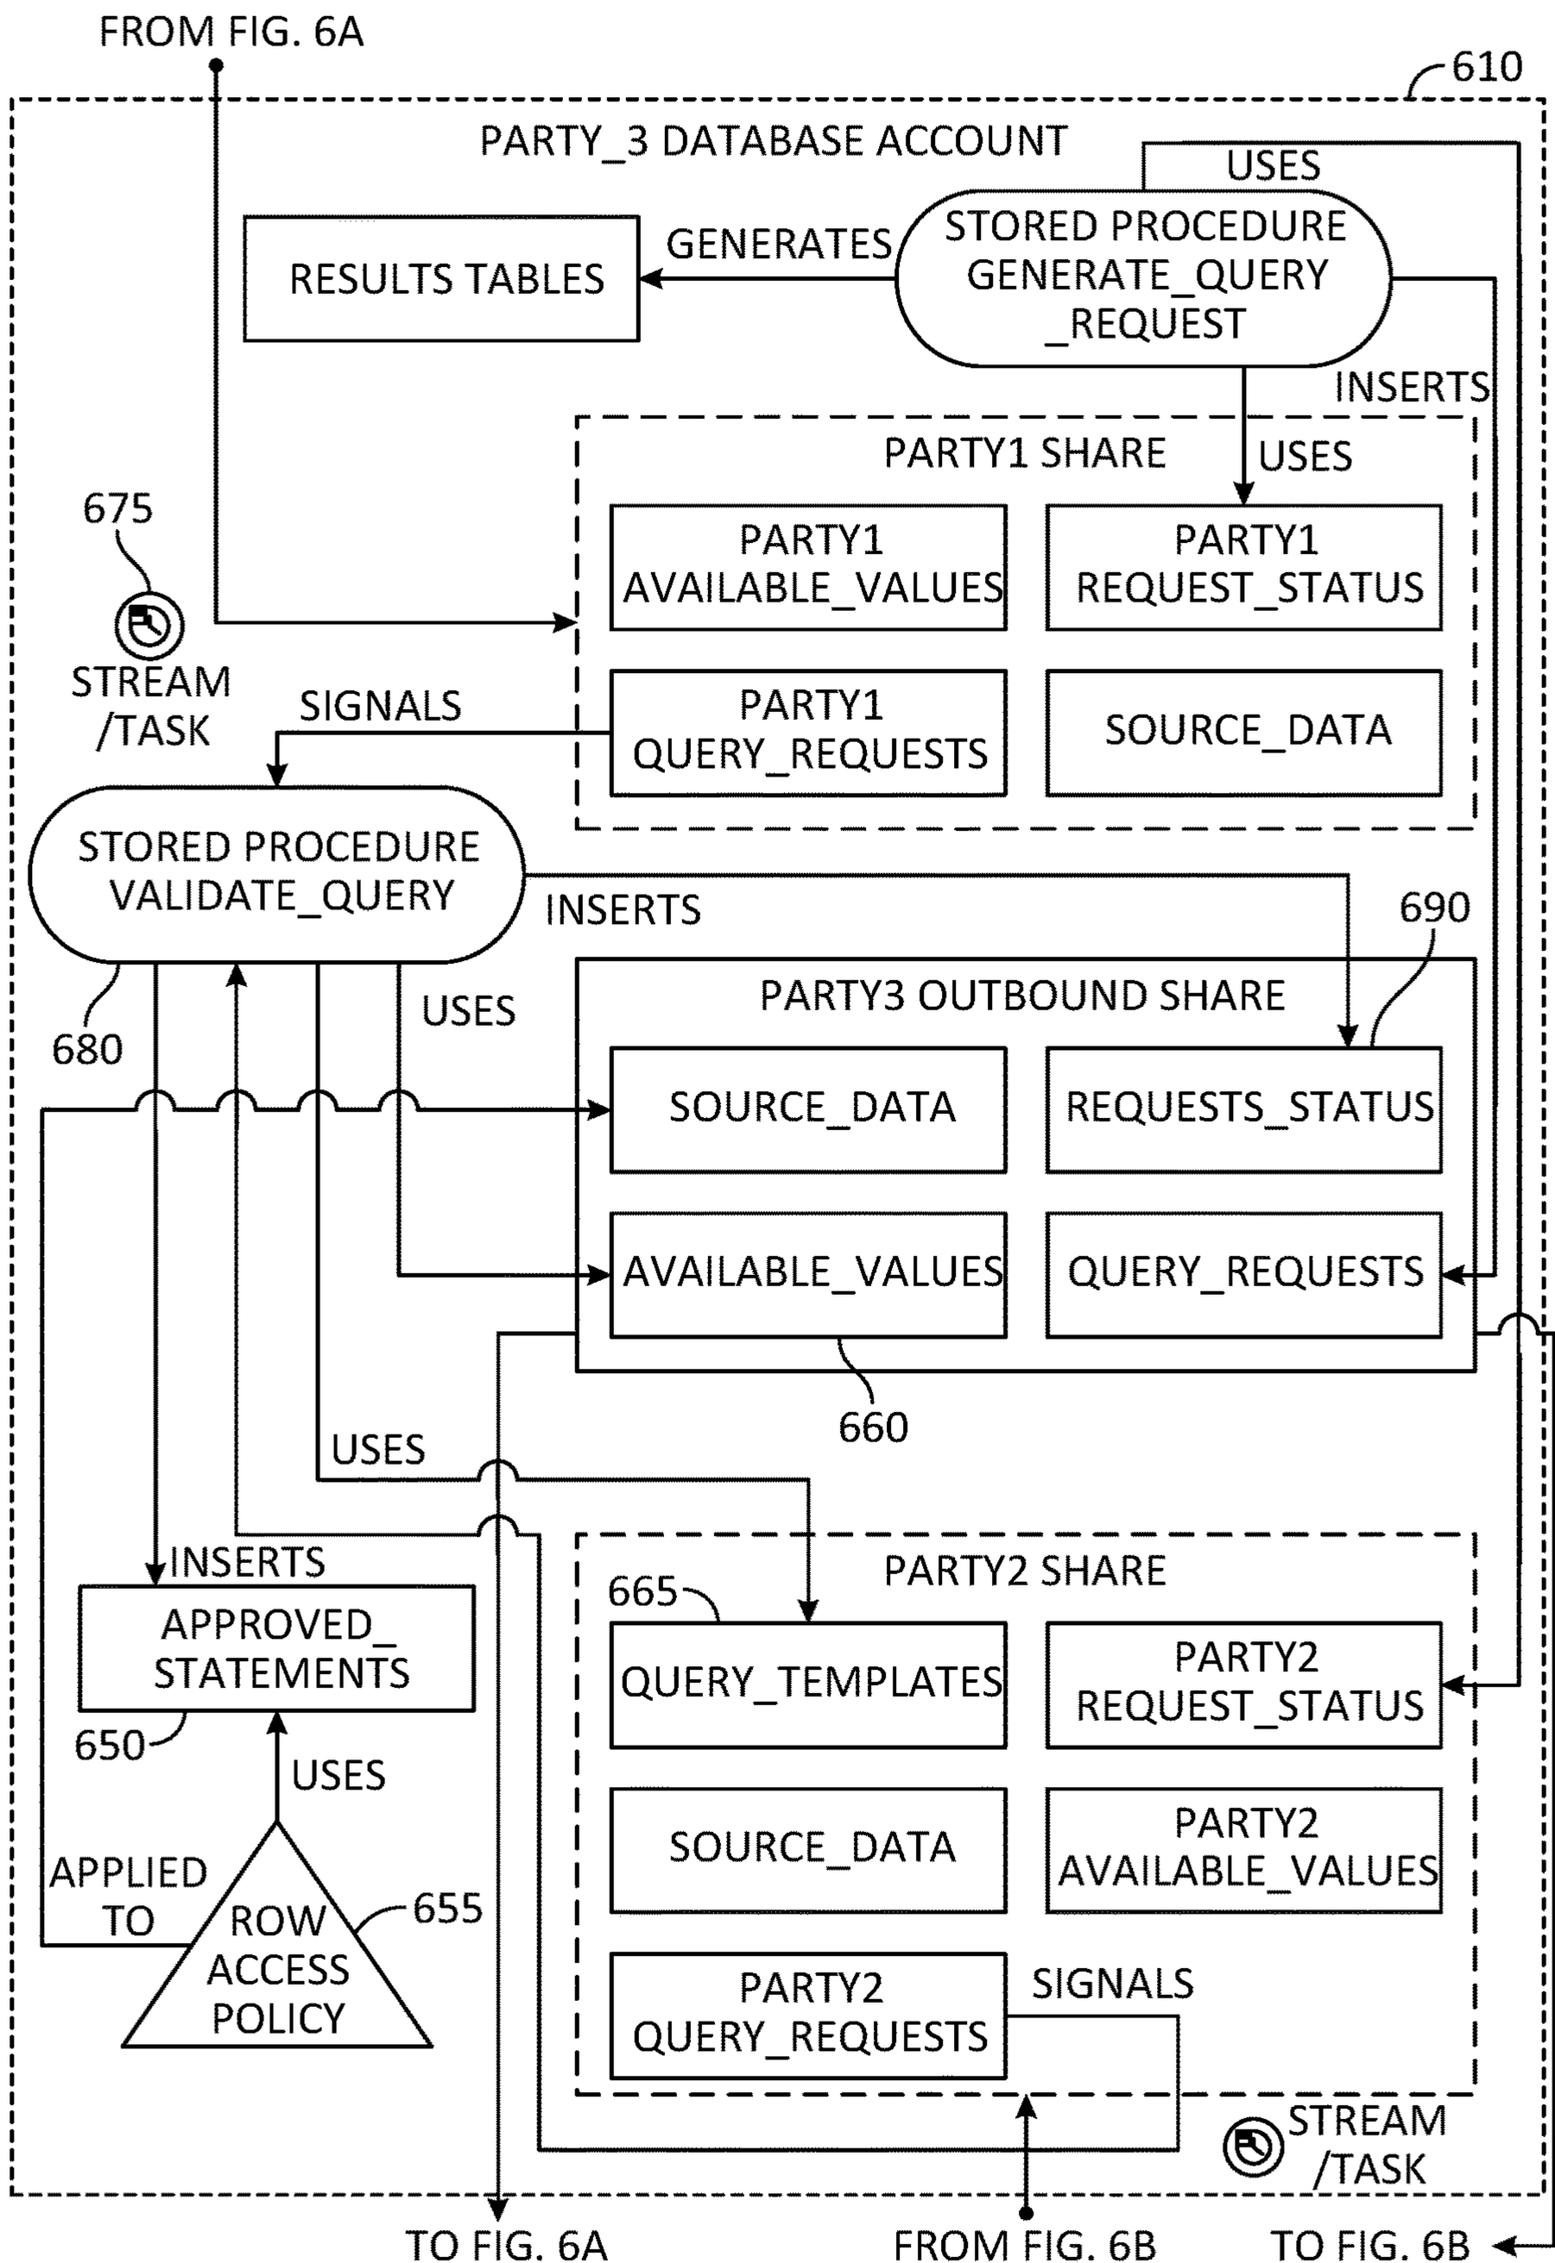 FROM FIG. 6A
610
PARTY_3 DATABASE ACCOUNT
USES
STORED PROCEDURE
GENERATE_QUERY
_REQUEST
GENERATES
RESULTS TABLES
INSERTS
PARTY1 SHARE
USES
PARTY1
AVAILABLE_VALUES
PARTY1
REQUEST_STATUS
675
STREAM
/TASK
SIGNALS
PARTY1
QUERY_REQUESTS
SOURCE_DATA
STORED PROCEDURE
VALIDATE_QUERY
INSERTS
690
680
USES
PARTY3 OUTBOUND SHARE
SOURCE_DATA
REQUESTS_STATUS
AVAILABLE_VALUES
QUERY_REQUESTS
660
USES
INSERTS
PARTY2 SHARE
665
APPROVED_
STATEMENTS
QUERY_TEMPLATES
PARTY2
REQUEST_STATUS
650
USES
SOURCE_DATA
PARTY2
AVAILABLE_VALUES
APPLIED
TO
655
ROW
ACCESS
POLICY
PARTY2
QUERY_REQUESTS
SIGNALS
STREAM
/TASK
TO FIG. 6A
FROM FIG. 6B
TO FIG. 6B